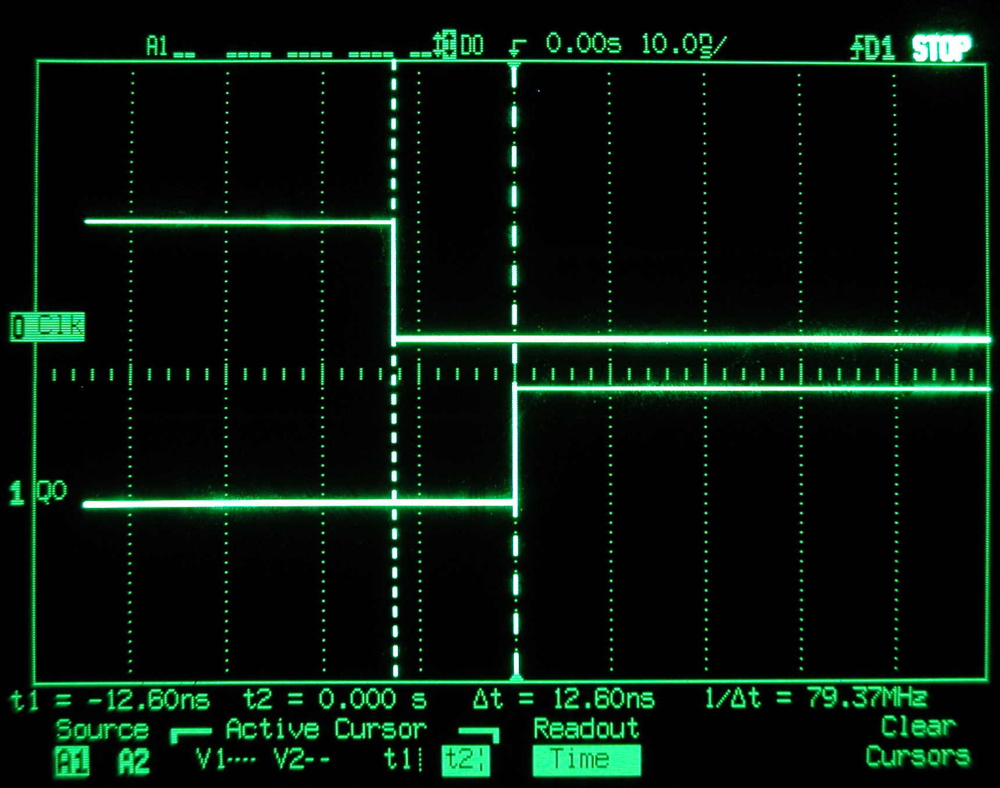 A1 D0 0.00s 10.0n/ D1 STOP
0 Clk
1 Q0
t1 = -12.60ns t2 = 0.000 s Δt = 12.60ns 1/Δt = 79.37MHz
Source Active Cursor Readout Clear
A1 A2 V1 V2 t1 t2 Time Cursors